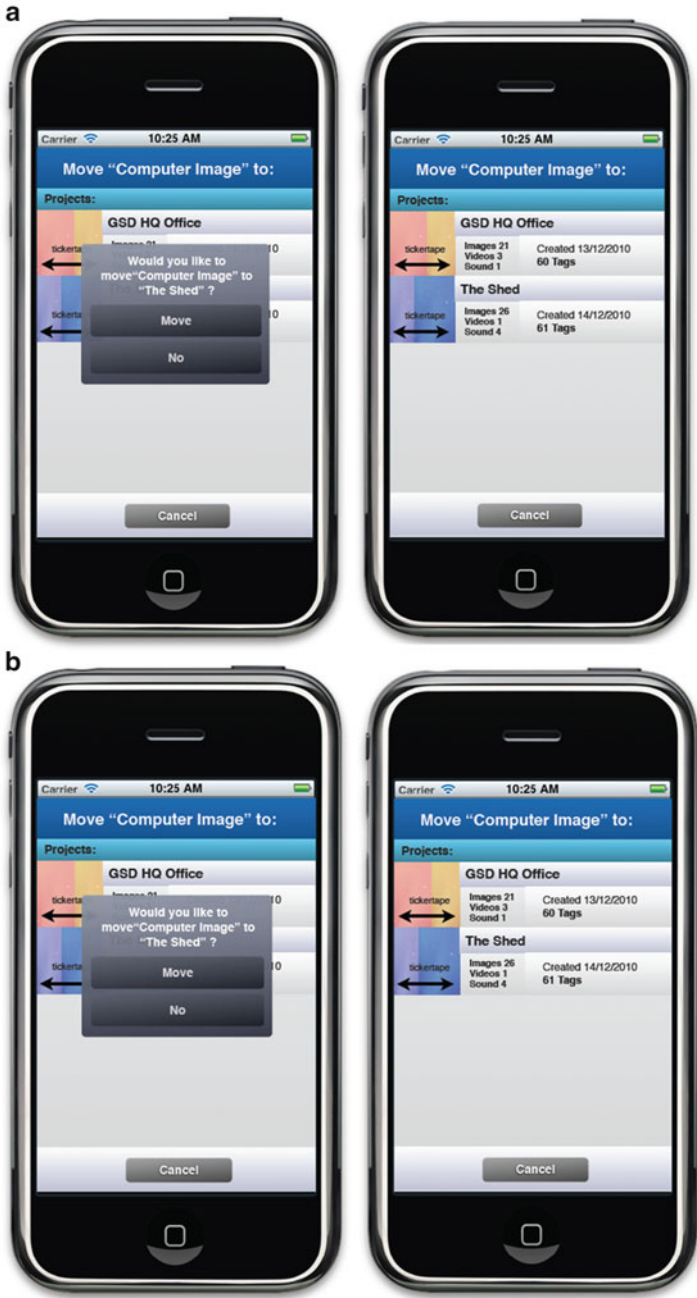 a
Carrier 10:25 AM
Move “Computer Image” to:
Projects:
GSD HQ Office
tickertape
Images 21
10
Would you like to
move“Computer Image” to
“The Shed” ?
Move
No
Cancel
Carrier 10:25 AM
Move “Computer Image” to:
Projects:
GSD HQ Office
tickertape
Images 21 Created 13/12/2010
Videos 3 60 Tags
Sound 1
The Shed
tickertape
Images 26 Created 14/12/2010
Videos 1 61 Tags
Sound 4
Cancel
b
Carrier 10:25 AM
Move “Computer Image” to:
Projects:
GSD HQ Office
Would you like to
move“Computer Image” to
“The Shed” ?
Move
No
Cancel
Carrier 10:25 AM
Move “Computer Image” to:
Projects:
GSD HQ Office
tickertape
Images 21 Created 13/12/2010
Videos 3 60 Tags
Sound 1
The Shed
tickertape
Images 26 Created 14/12/2010
Videos 1 61 Tags
Sound 4
Cancel